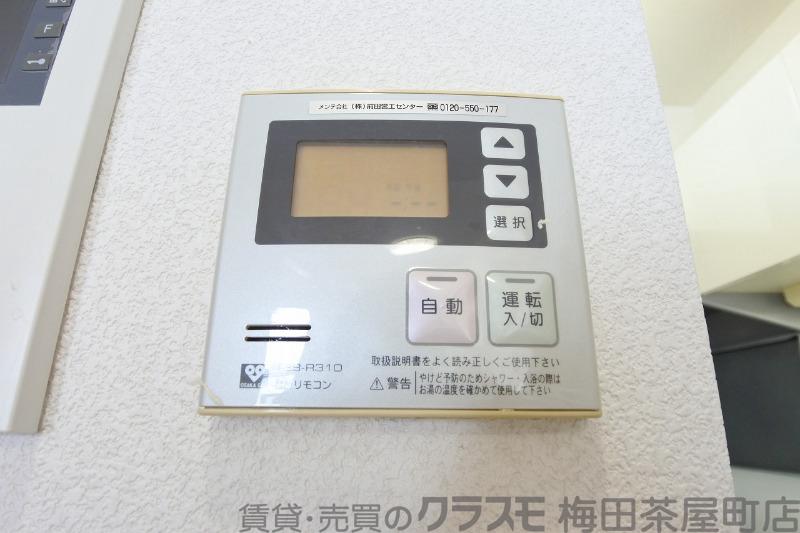 F
メンテ会社 (株)前田営工センター 0120-550-177
▲
▼
選択
自動
運転
入/切
取扱説明書をよく読み正しくご使用下さい
-R310
リモコン
⚠警告
やけど予防のためシャワー・入浴の際は
お湯の温度を確かめて使用して下さい
OSAKA
賃貸・売買のクラスモ 梅田茶屋町店